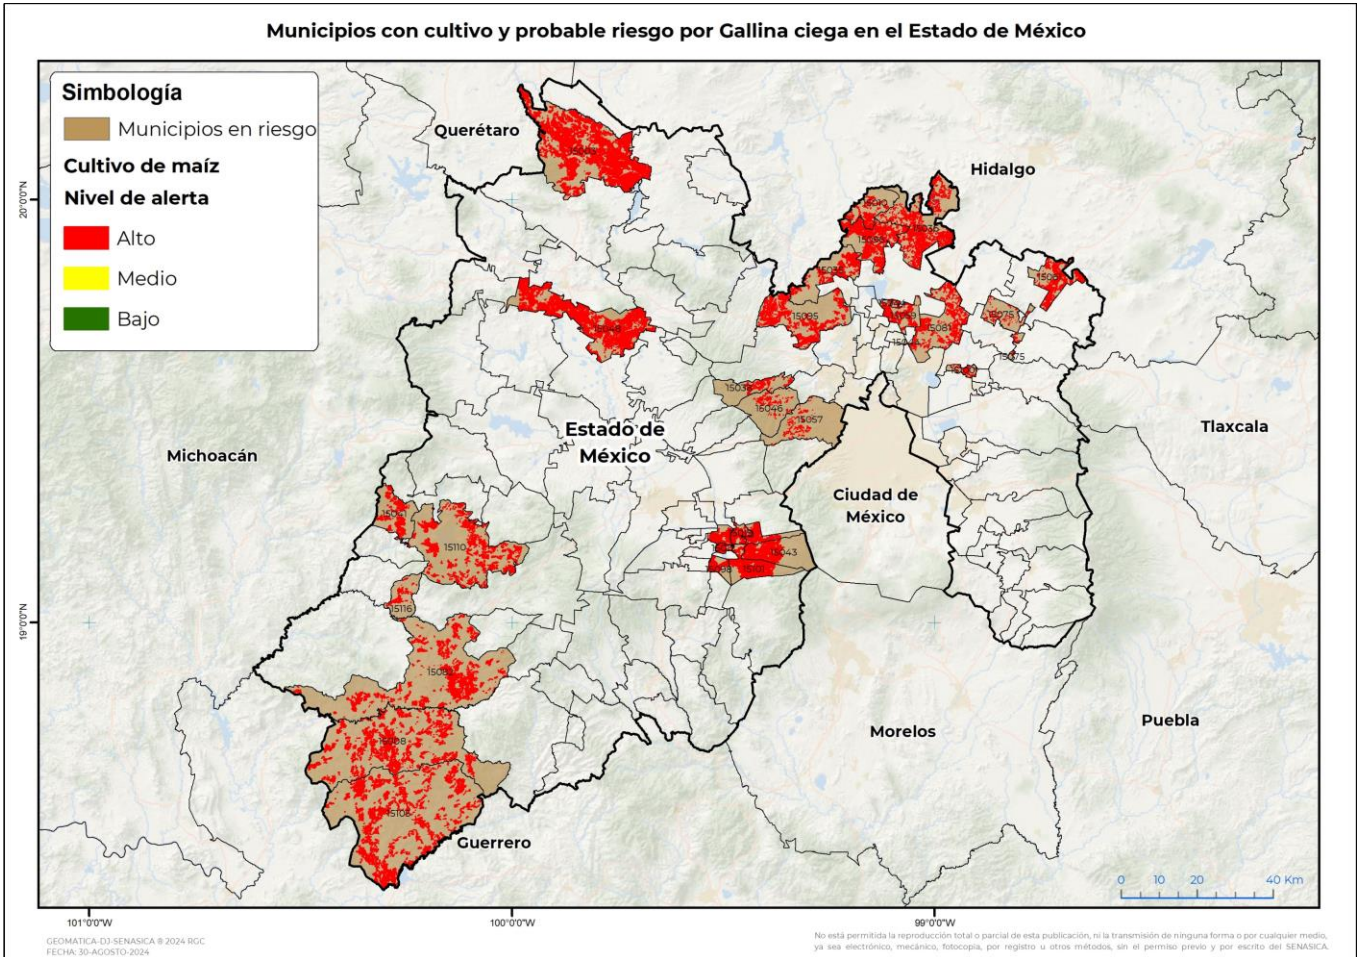 Municipios con cultivo y probable riesgo por Gallina ciega en el Estado de México
Simbología
Municipios en riesgo
Cultivo de maíz
Nivel de alerta
Alto
Medio
Bajo
Querétaro
Hidalgo
20°0'0"N
15048
15095
15081
15075
15075
15046
15057
Estado de
México
Tlaxcala
Michoacán
Ciudad de
México
15110
15043
15101
15116
19°0'0"N
Morelos
Puebla
Guerrero
0 10 20 40 Km
101°0'0"W
100°0'0"W
99°0'0"W
GEOMATICA-DJ-SENASICA ® 2024 RGC
FECHA: 30-AGOSTO-2024
No está permitida la reproducción total o parcial de esta publicación, ni la transmisión de ninguna forma o por cualquier medio,
ya sea electrónico, mecánico, fotocopia, por registro u otros métodos, sin el permiso previo y por escrito del SENASICA.